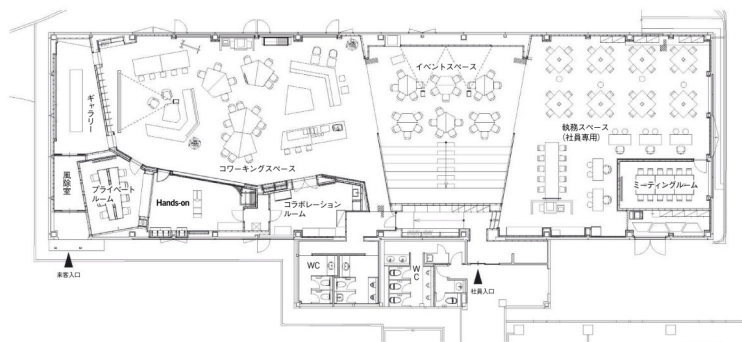 イベントスペース
ギャラリー
執務スペース
(社員専用)
コワーキングスペース
風除室
プライベート
ルーム
Hands-on
コラボレーション
ルーム
ミーティングルーム
WC
WC
来客入口
社員入口